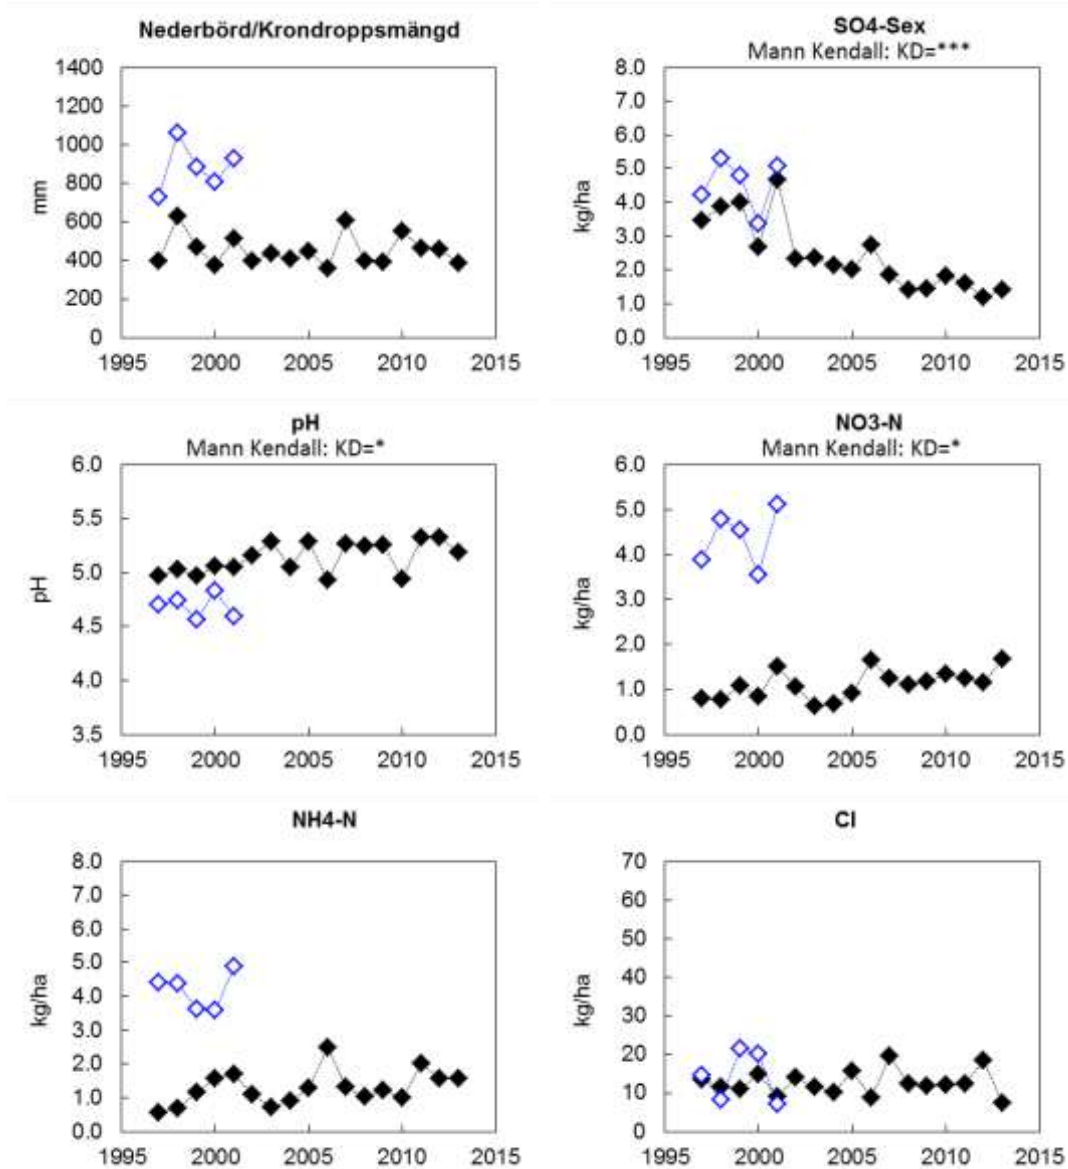 Nederbörd/Krondroppsmängd
mm
1400
1200
1000
800
600
400
200
0
1995 2000 2005 2010 2015
SO4-Sex
Mann Kendall: KD=***
kg/ha
8.0
7.0
6.0
5.0
4.0
3.0
2.0
1.0
0.0
1995 2000 2005 2010 2015
pH
Mann Kendall: KD=*
pH
6.0
5.5
5.0
4.5
4.0
3.5
1995 2000 2005 2010 2015
NO3-N
Mann Kendall: KD=*
kg/ha
6.0
5.0
4.0
3.0
2.0
1.0
0.0
1995 2000 2005 2010 2015
NH4-N
kg/ha
8.0
7.0
6.0
5.0
4.0
3.0
2.0
1.0
0.0
1995 2000 2005 2010 2015
Cl
kg/ha
70
60
50
40
30
20
10
0
1995 2000 2005 2010 2015